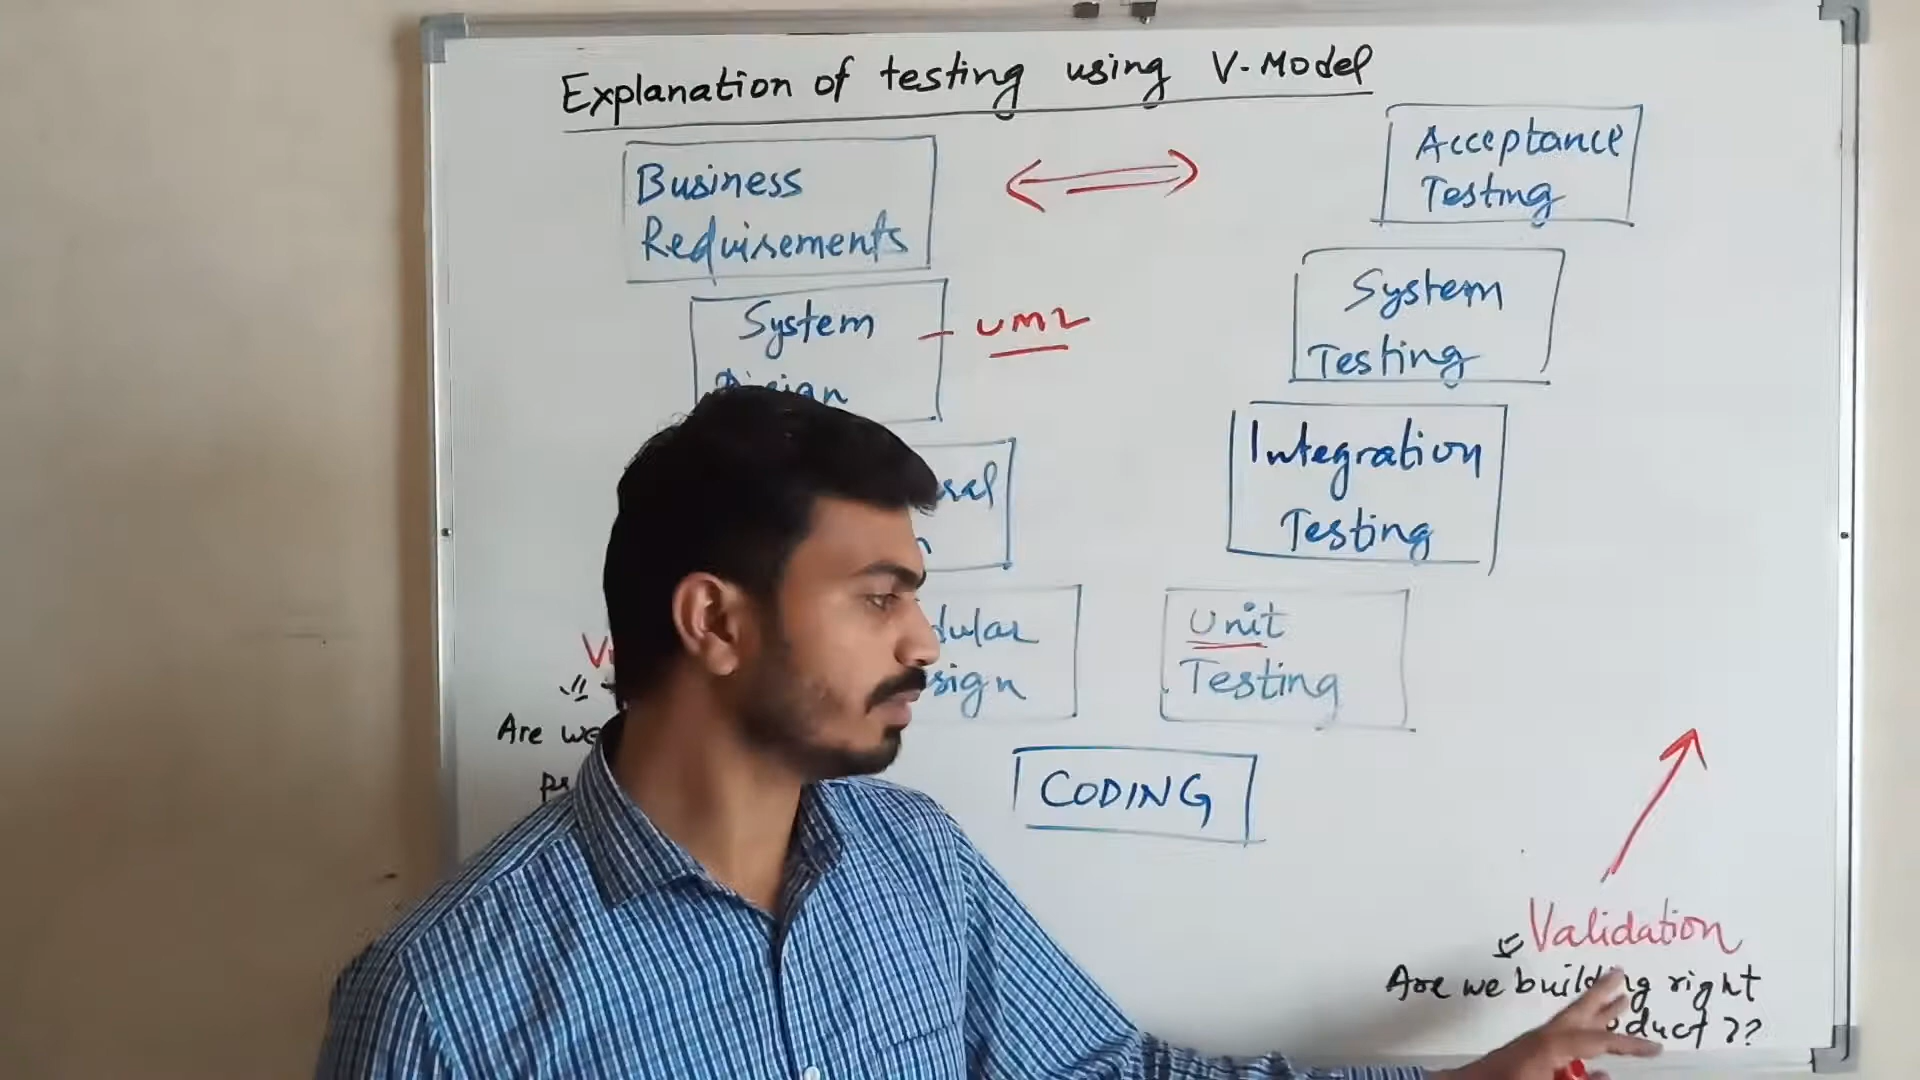 Explanation of testing using V-Model
Business
Requirements
Acceptance
Testing
System
UML
System
Testing
Integration
Testing
Unit
Testing
CODING
Are we
Validation
Are we building right